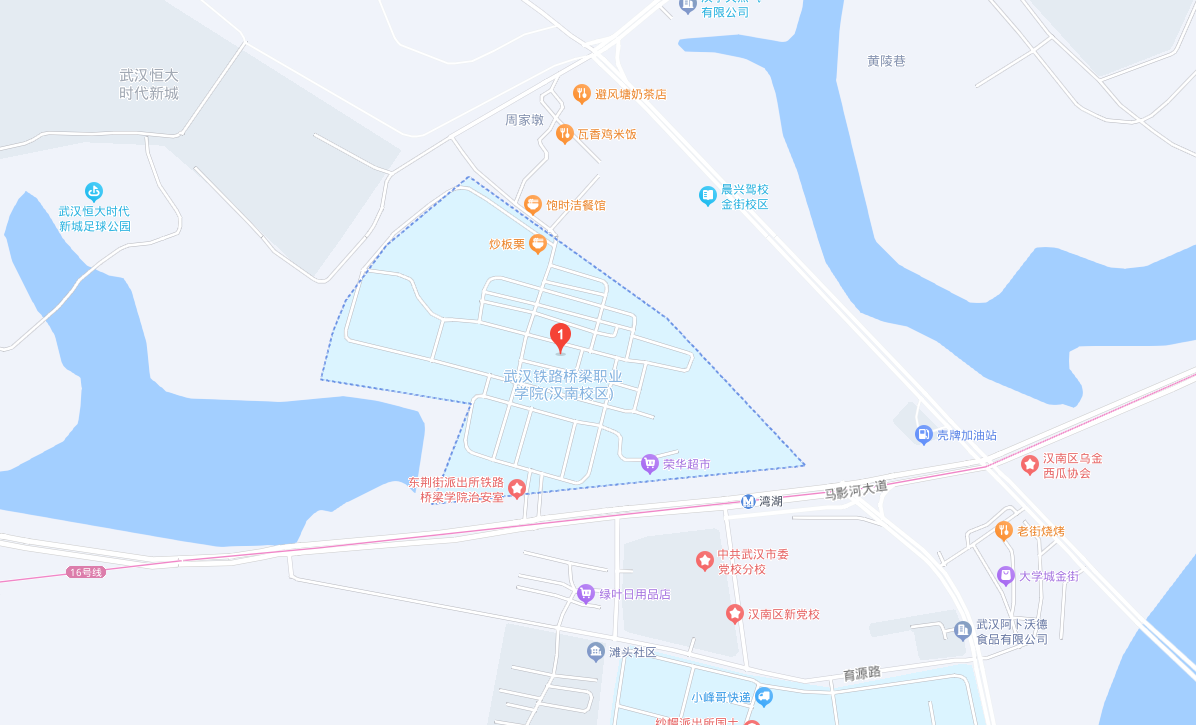 有限公司
黄陵巷
武汉恒大
时代新城
避风塘奶茶店
周家墩
瓦香鸡米饭
晨兴驾校
金街校区
武汉恒大时代
新城足球公园
饱时洁餐馆
炒板栗
1
武汉铁路桥梁职业
学院(汉南校区)
壳牌加油站
荣华超市
汉南区乌金
西瓜协会
东荆街派出所铁路
桥梁学院治安室
马影河大道
湾湖
老街烧烤
中共武汉市委
党校分校
16号线
大学城金街
绿叶日用品店
汉南区新党校
武汉阿卜沃德
食品有限公司
滩头社区
育源路
小峰哥快递
纱帽派出所国土